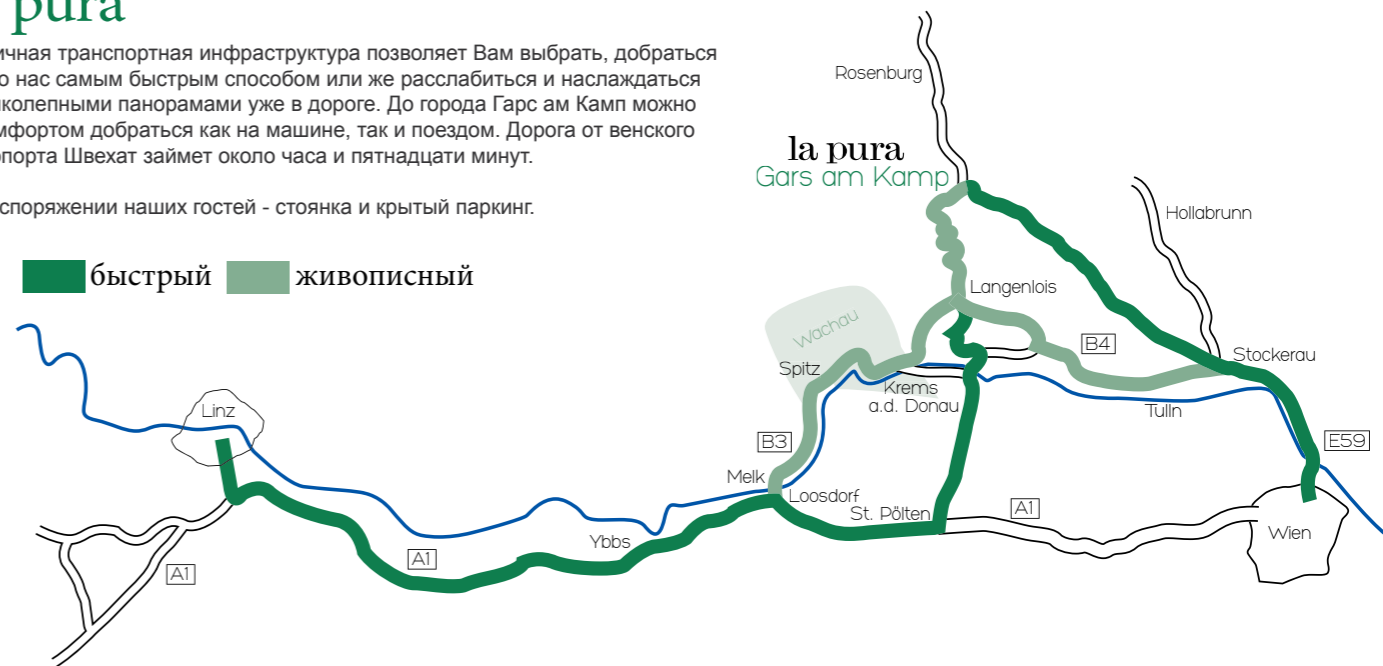 pura
ичная транспортная инфраструктура позволяет Вам выбрать, добраться
о нас самым быстрым способом или же расслабиться и наслаждаться
иколепными панорамами уже в дороге. До города Гарс ам Камп можно
мфортом добраться как на машине, так и поездом. Дорога от венского
опорта Швехат займет около часа и пятнадцати минут.
споряжении наших гостей - стоянка и крытый паркинг.
быстрый живописный
Rosenburg
la pura
Gars am Kamp
Hollabrunn
Langenlois
Wachau
B4
Stockerau
Spitz
Krems
a.d. Donau
Tulln
Linz
B3
E59
Melk
Loosdorf
St. Pölten
A1
Wien
Ybbs
A1
A1